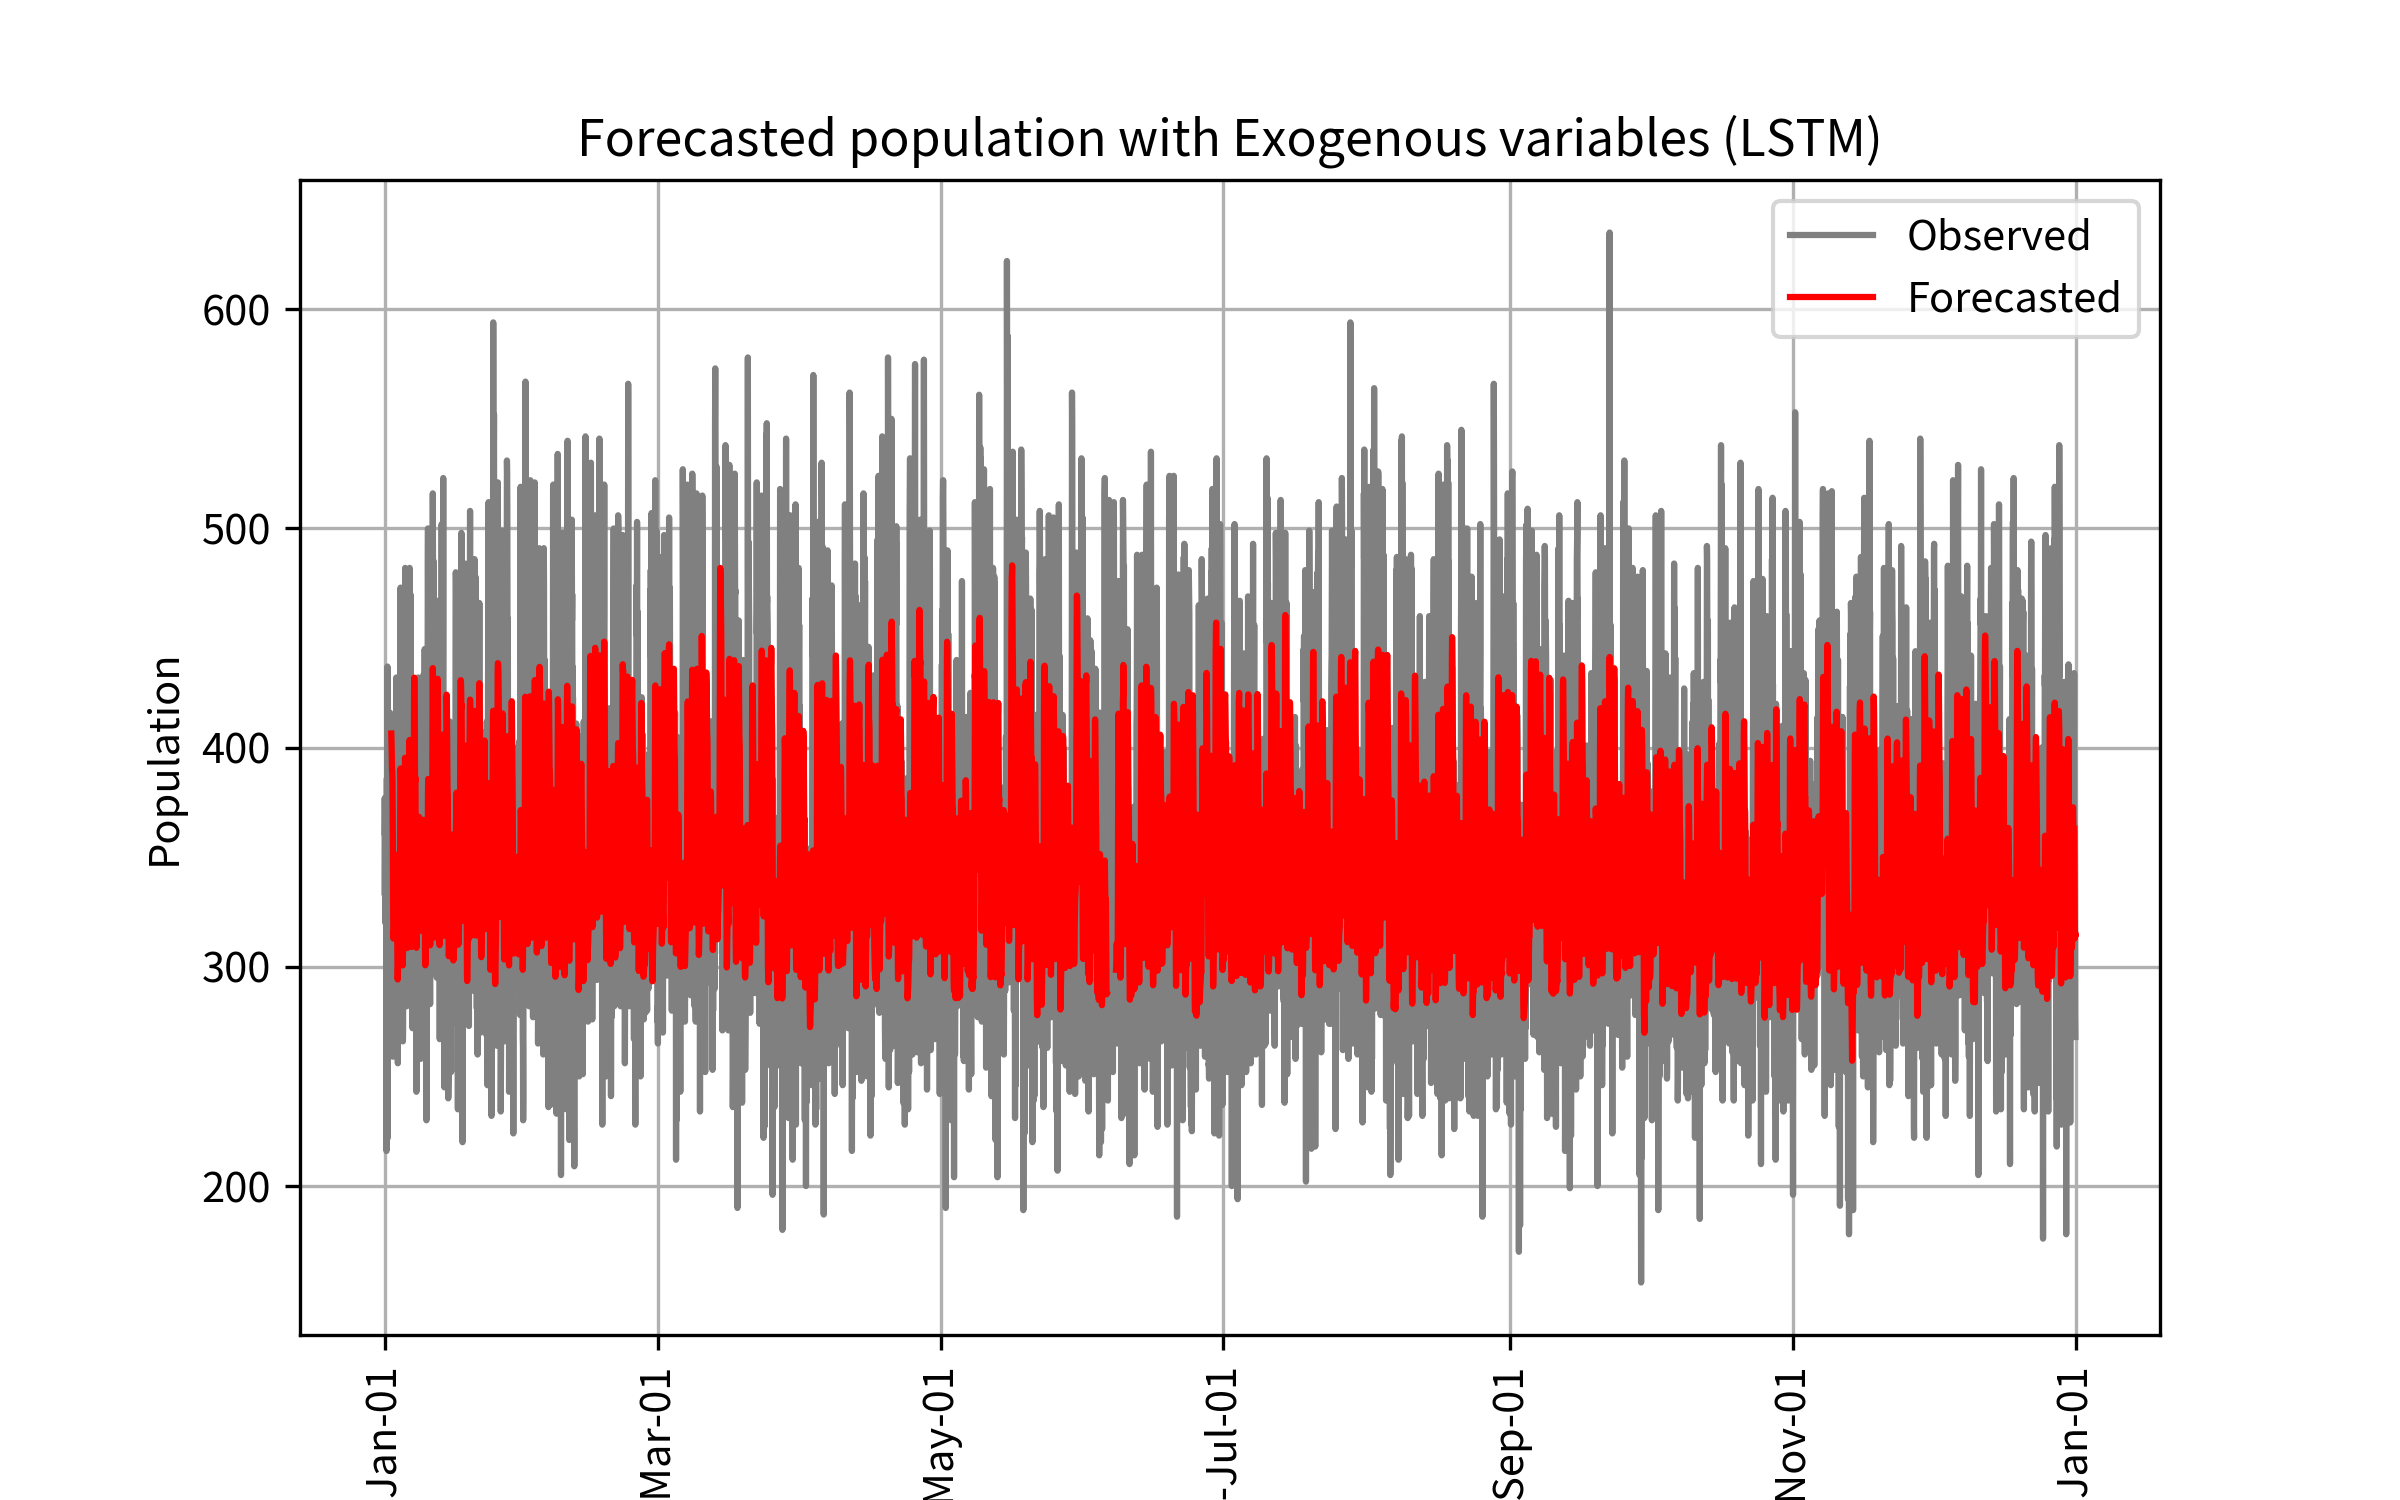 Forecasted population with Exogenous variables (LSTM)
Observed
Forecasted
Population
600
500
400
300
200
Jan-01
Mar-01
May-01
-Jul-01
Sep-01
Nov-01
Jan-01